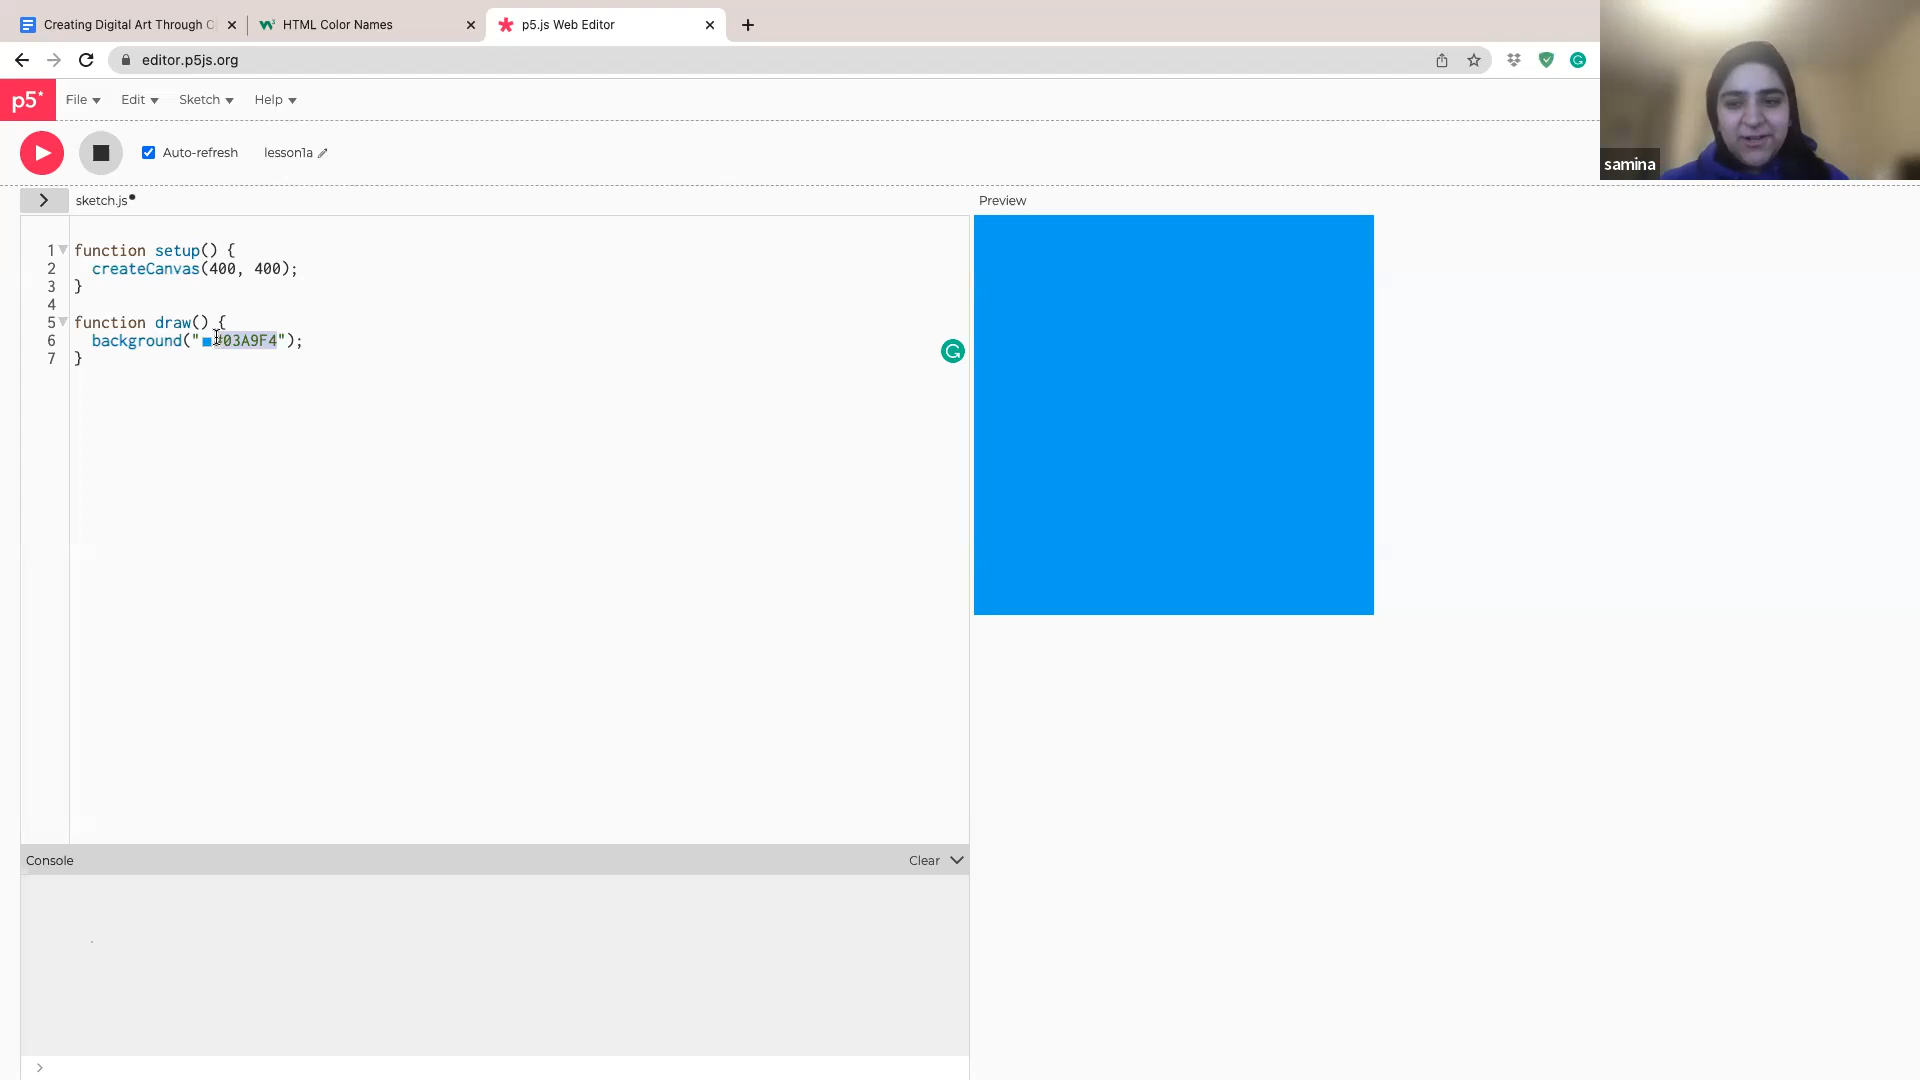 Creating Digital Art Through C
HTML Color Names
p5.js Web Editor
editor.p5js.org
p5*
File
Edit
Sketch
Help
Auto-refresh
lesson1a
samina
sketch.js
Preview
1 function setup() {
2 createCanvas(400, 400);
3 }
4
5 function draw() {
6 background("#03A9F4");
7 }
Console
Clear
>